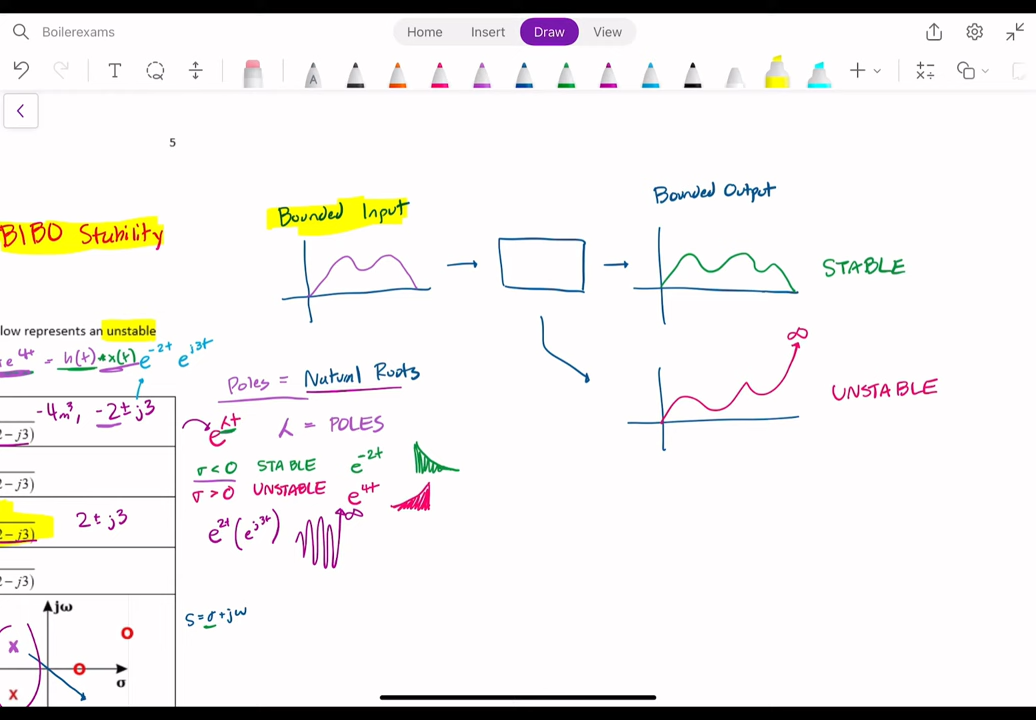 Boilerexams
Home Insert Draw View
5
BIBO Stability
Bounded Input
Bounded Output
STABLE
∞
UNSTABLE
low represents an unstable
e^4t = h(t) * x(t) e^-2t e^j3t
-4m³, -2 ± j3
- j3)
- j3)
2 ± j3
2 - j3)
- j3)
Poles = Natural Roots
e^λt λ = POLES
σ < 0 STABLE e^-2t
σ > 0 UNSTABLE e^4t
e^2t (e^j3t) ∞
S = σ + jω
jω
σ